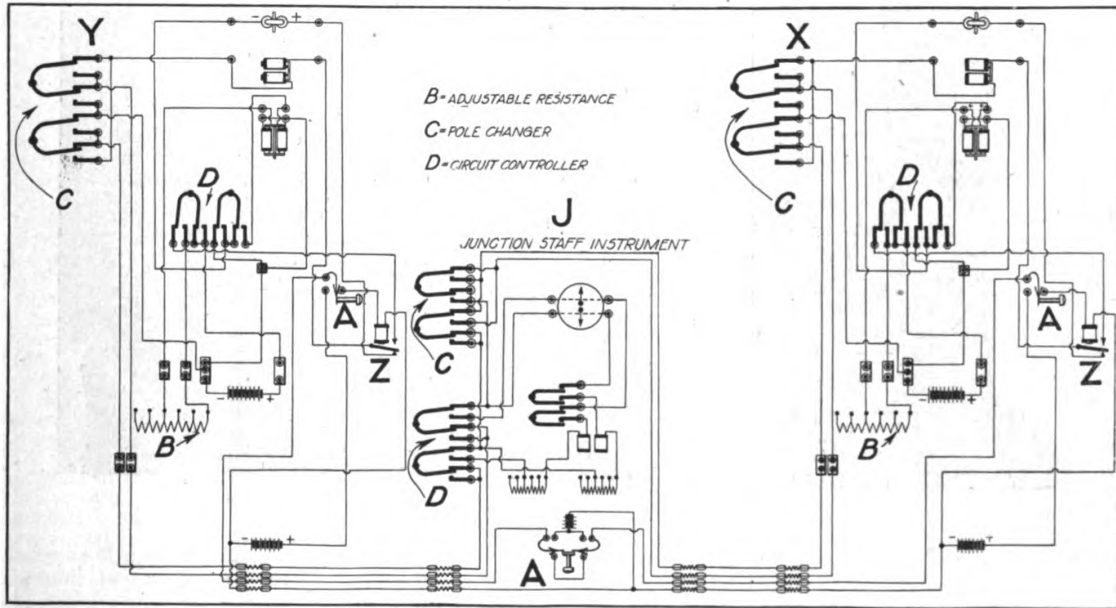 Y
X
− +
− +
B=ADJUSTABLE RESISTANCE
C=POLE CHANGER
D=CIRCUIT CONTROLLER
C
D
C
D
J
JUNCTION STAFF INSTRUMENT
A
Z
C
A
Z
− +
− +
B
D
B
− +
− +
A